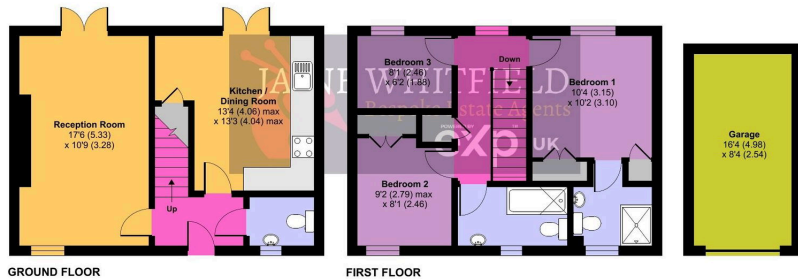 Reception Room
17'6 (5.33)
x 10'9 (3.28)
Kitchen /
Dining Room
13'4 (4.06) max
x 13'3 (4.04) max
Up
GROUND FLOOR
Bedroom 3
8'1 (2.46)
x 6'2 (1.88)
Down
Bedroom 1
10'4 (3.15)
x 10'2 (3.10)
Bedroom 2
9'2 (2.79) max
x 8'1 (2.46)
FIRST FLOOR
Garage
16'4 (4.98)
x 8'4 (2.54)
JANE WHITFIELD
Bespoke Estate Agents
POWERED BY
exp UK